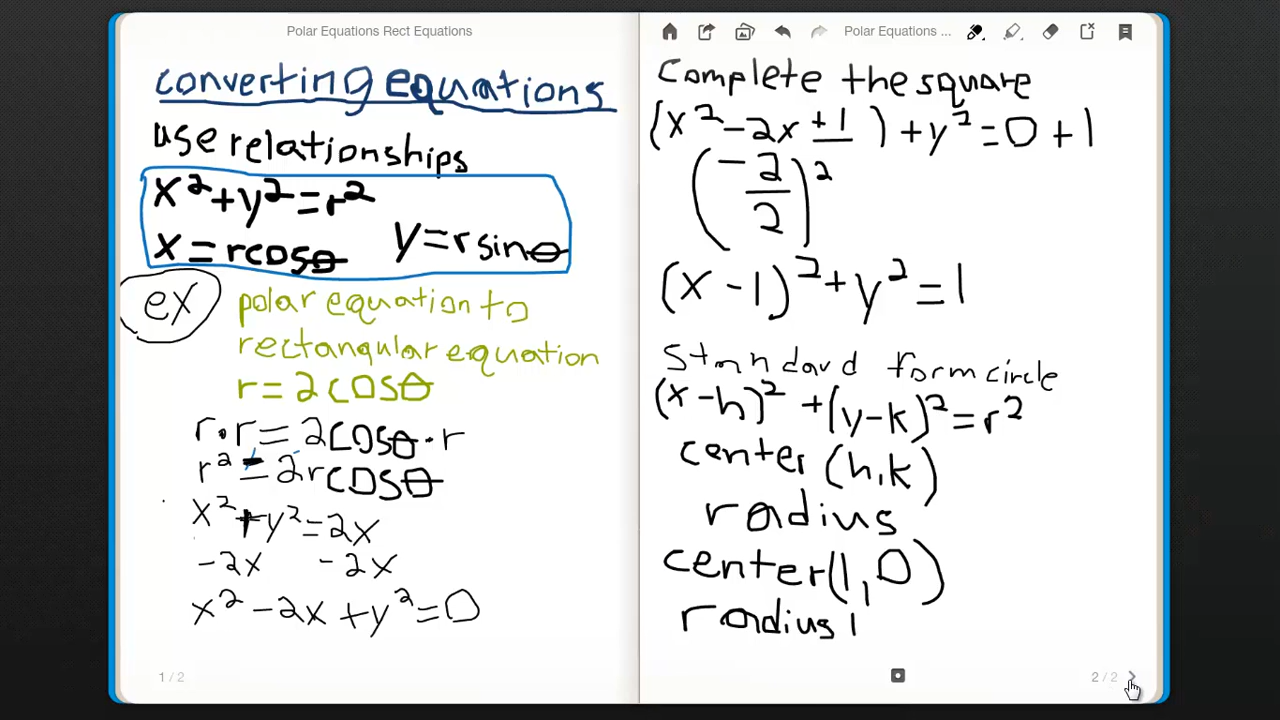 Polar Equations Rect Equations
converting equations
use relationships
x²+y²=r²
x=rcosθ y=rsinθ
ex polar equation to
rectangular equation
r=2cosθ
r·r=2cosθ·r
r²=2rcosθ
x²+y²=2x
-2x -2x
x²-2x+y²=0
1/2
Polar Equations ...
Complete the square
(x²-2x+1)+y²=0+1
(-2/2)²
(x-1)²+y²=1
Standard form circle
(x-h)²+(y-k)²=r²
center (h,k)
radius
center(1,0)
radius 1
2/2